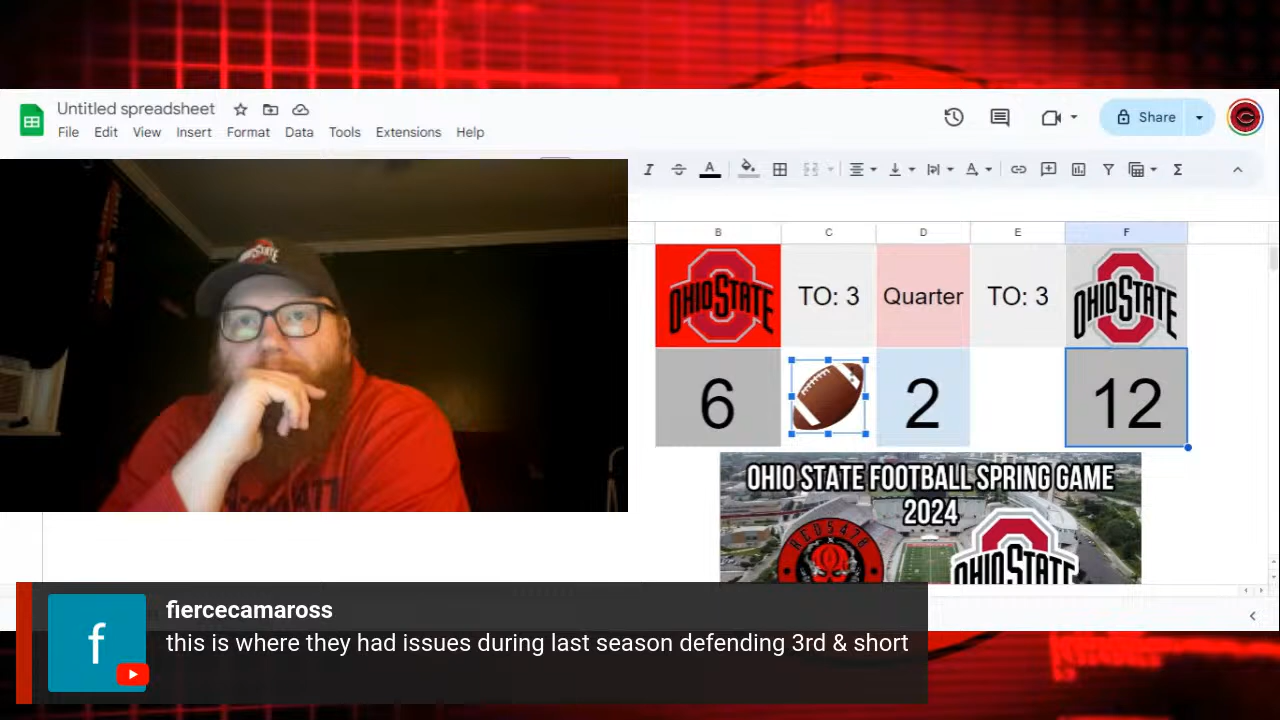 Untitled spreadsheet
File Edit View Insert Format Data Tools Extensions Help
Share
B C D E F
OHIO STATE
TO: 3
Quarter
TO: 3
OHIO STATE
6
2
12
OHIO STATE FOOTBALL SPRING GAME
2024
REDS478
OHIO STATE
f
fiercecamaross
this is where they had issues during last season defending 3rd & short